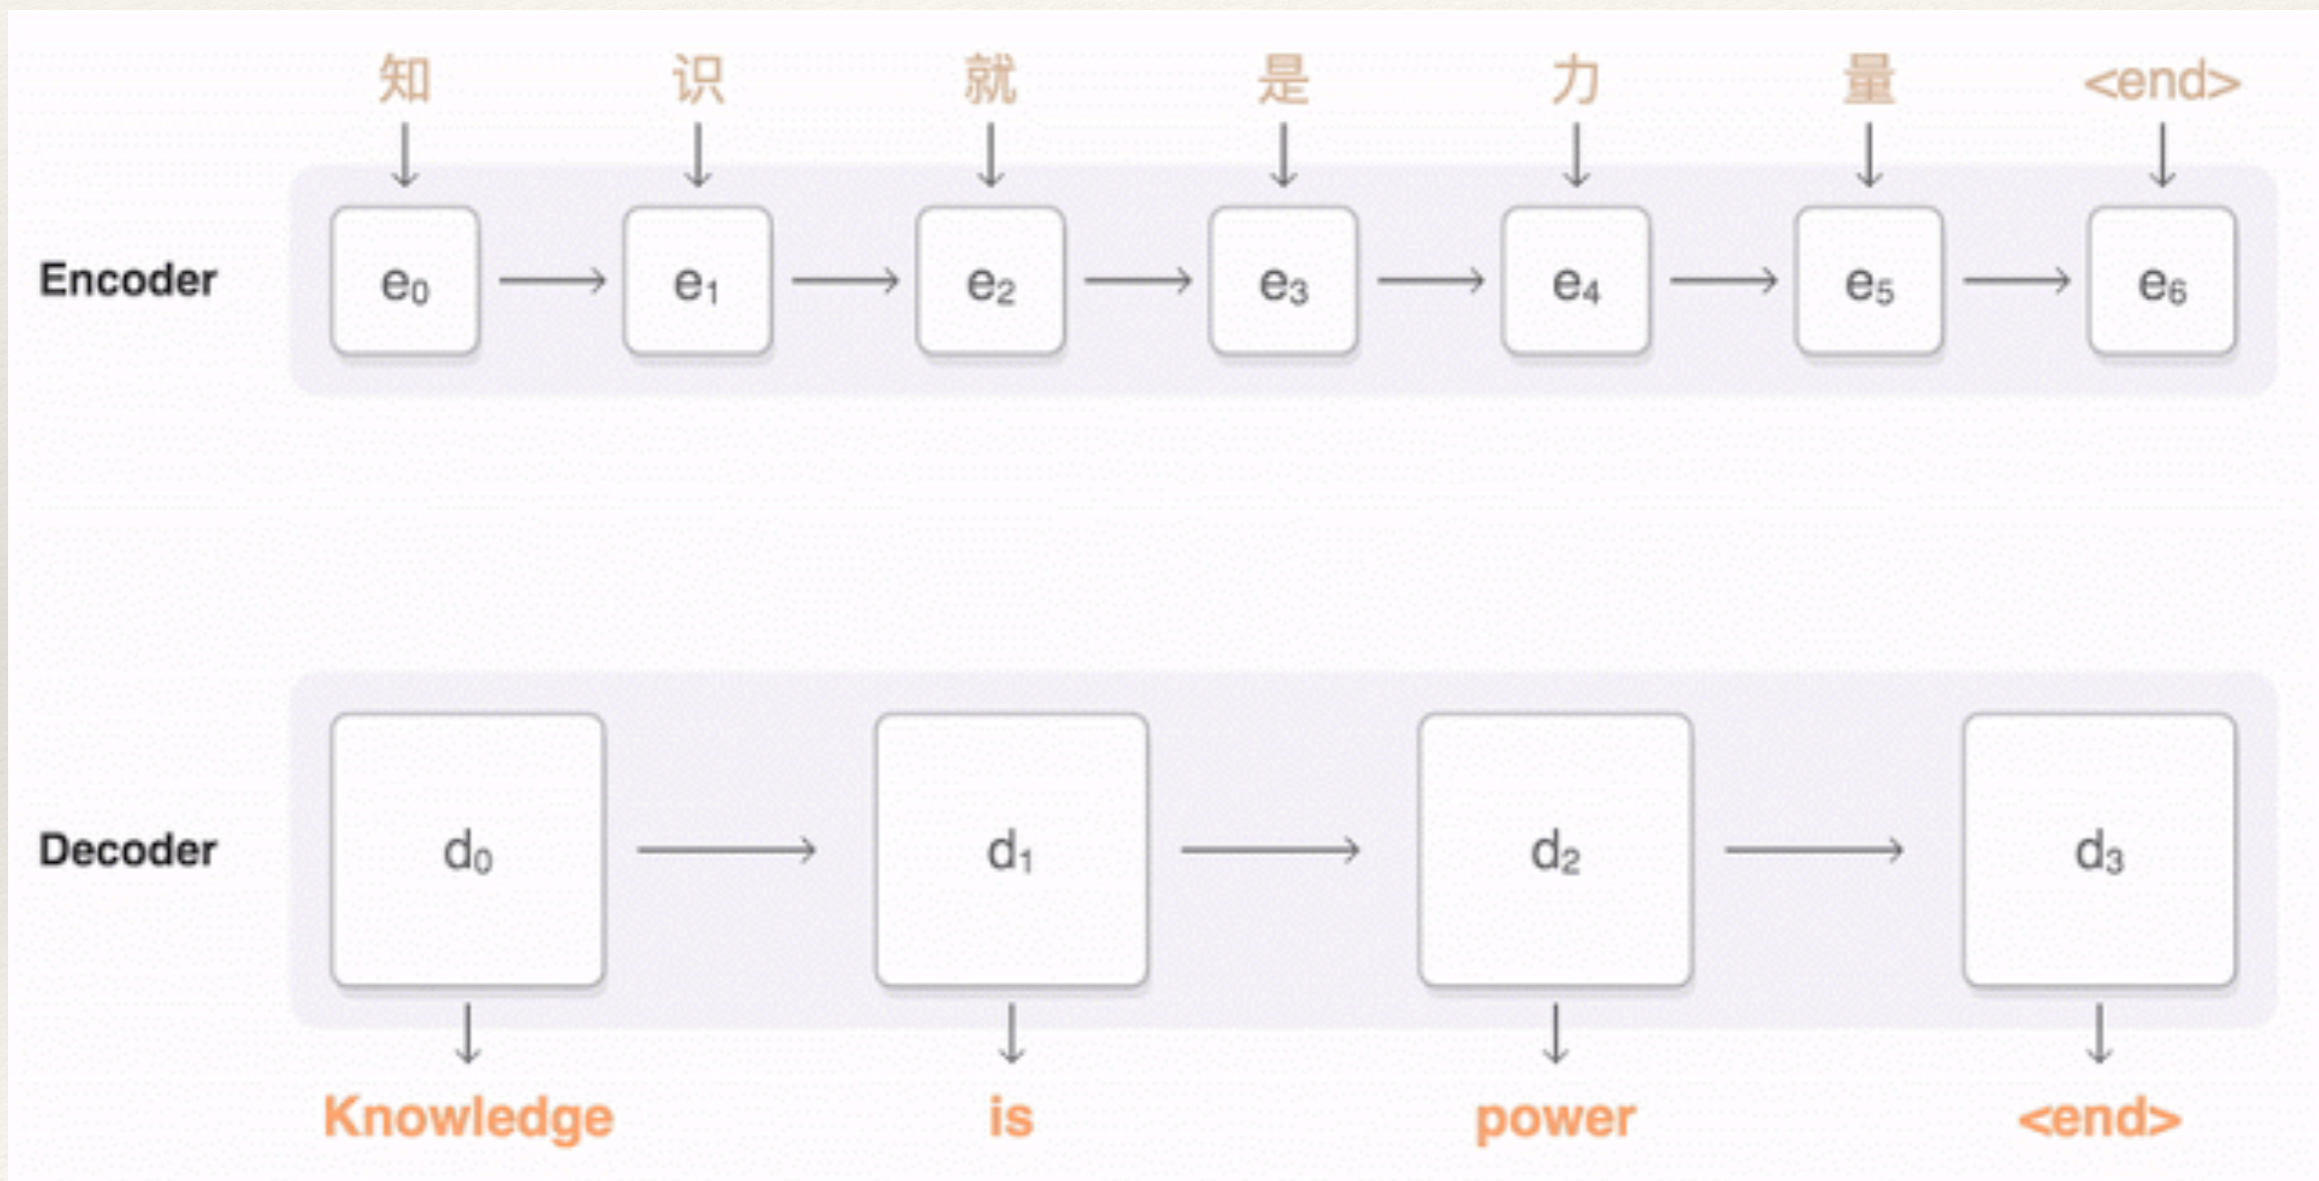 知 识 就 是 力 量 <end>
Encoder e₀ e₁ e₂ e₃ e₄ e₅ e₆
Decoder d₀ d₁ d₂ d₃
Knowledge is power <end>